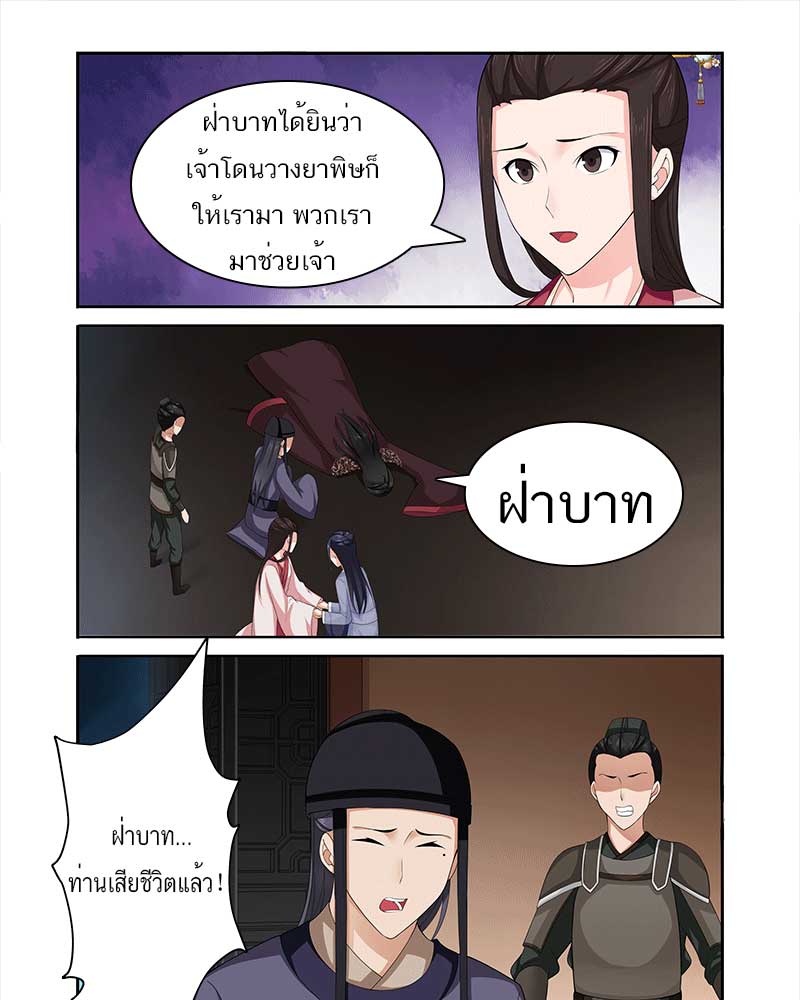 ฝ่าบาทได้ยินว่า
เจ้าโดนวางยาพิษก็
ให้เรามา พวกเรา
มาช่วยเจ้า
ฝ่าบาท
ฝ่าบาท...
ท่านเสียชีวิตแล้ว!